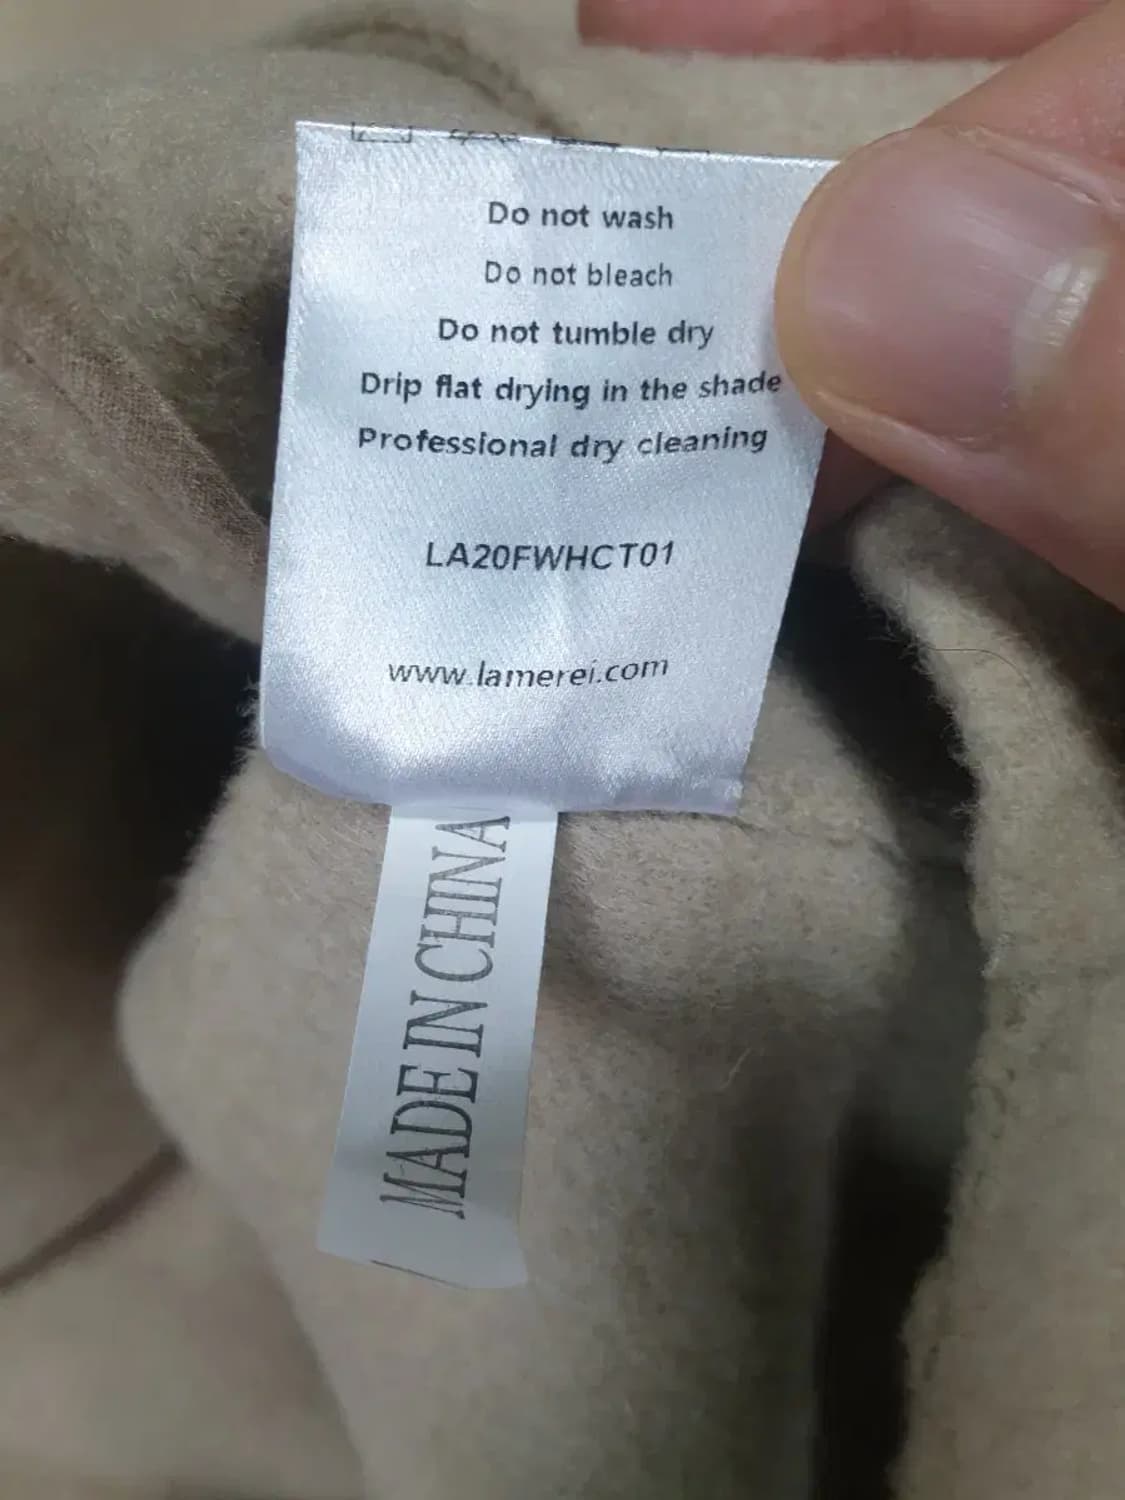 Do not wash
Do not bleach
Do not tumble dry
Drip flat drying in the shade
Professional dry cleaning
LA20FWHCT01
www.lamerei.com
MADE IN CHINA